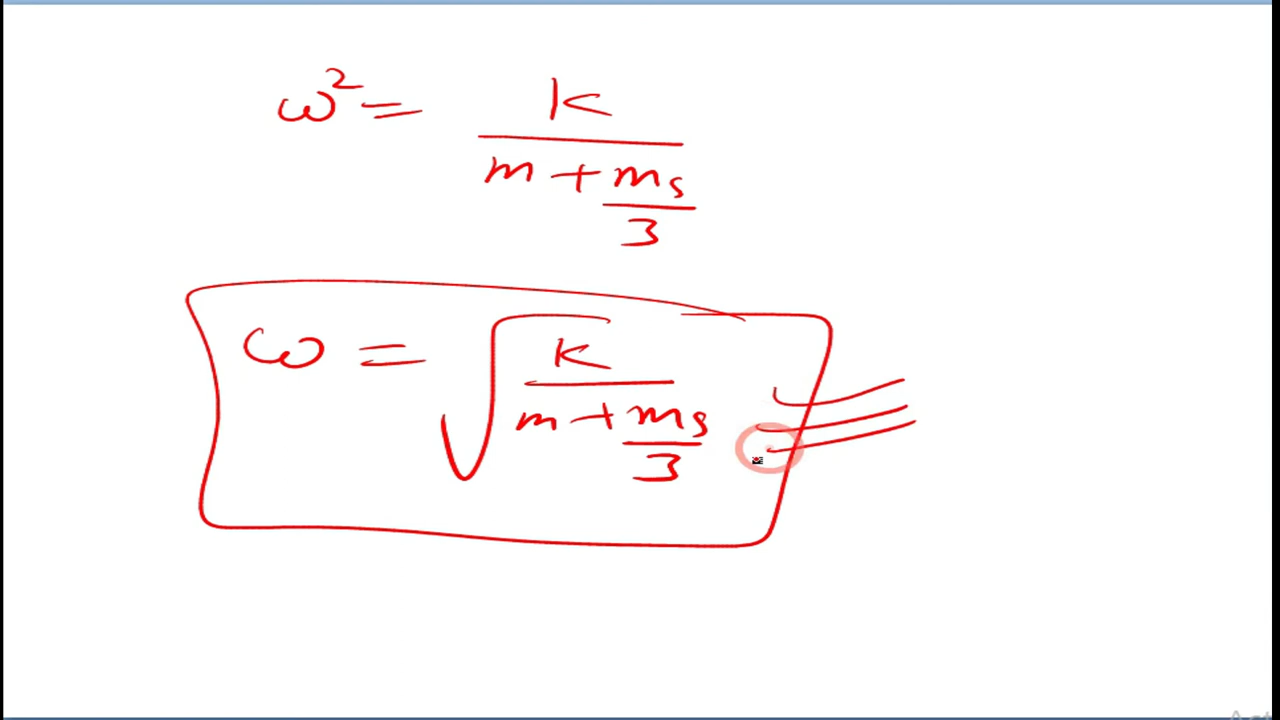 ω² = k / (m + ms/3)
ω = √(k / (m + ms/3))